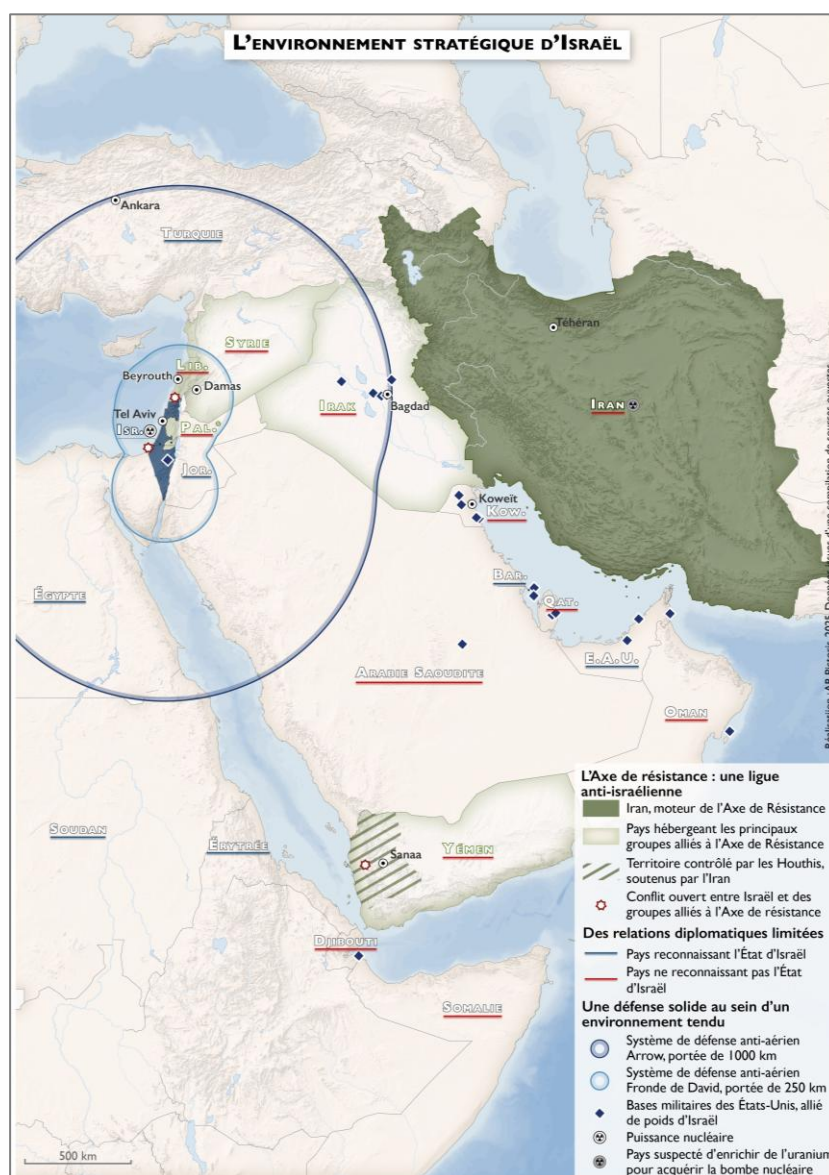 L'ENVIRONNEMENT STRATÉGIQUE D'ISRAËL
Ankara
TURQUIE
Téhéran
SYRIE
LIB.
Beyrouth
Damas
IRAK
Bagdad
IRAN
Tel Aviv
ISR.
PAL.
JOR.
Koweït
KOW.
BAR.
QAT.
ÉGYPTE
E.A.U.
ARABIE SAOUDITE
OMAN
SOUDAN
ÉRYTRÉE
Sanaa
YÉMEN
DJIBOUTI
SOMALIE
500 km
L'Axe de résistance : une ligue
anti-israélienne
Iran, moteur de l'Axe de Résistance
Pays hébergeant les principaux
groupes alliés à l'Axe de Résistance
Territoire contrôlé par les Houthis,
soutenus par l'Iran
Conflit ouvert entre Israël et des
groupes alliés à l'Axe de résistance
Des relations diplomatiques limitées
Pays reconnaissant l'État d'Israël
Pays ne reconnaissant pas l'État
d'Israël
Une défense solide au sein d'un
environnement tendu
Système de défense anti-aérien
Arrow, portée de 1000 km
Système de défense anti-aérien
Fronde de David, portée de 250 km
Bases militaires des États-Unis, allié
de poids d'Israël
Puissance nucléaire
Pays suspecté d'enrichir de l'uranium
pour acquérir la bombe nucléaire